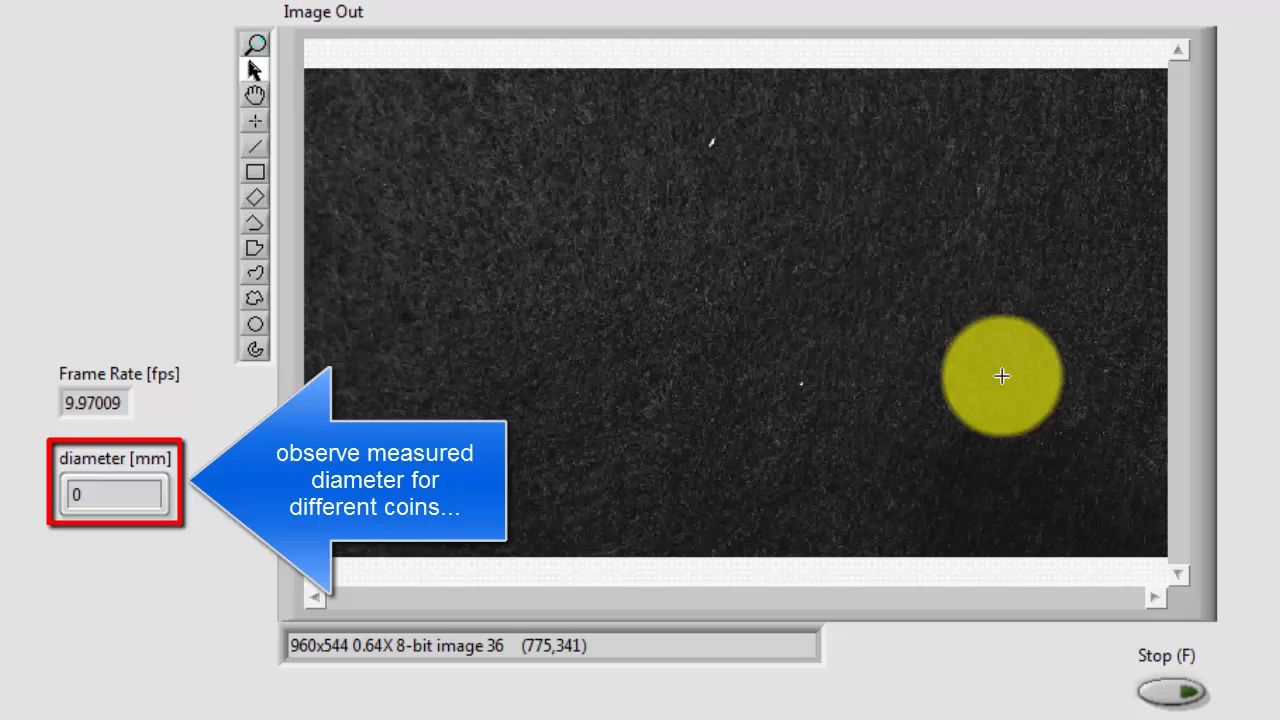 Image Out
Frame Rate [fps]
9.97009
diameter [mm]
0
observe measured
diameter for
different coins...
960x544 0.64X 8-bit image 36 (775,341)
Stop (F)